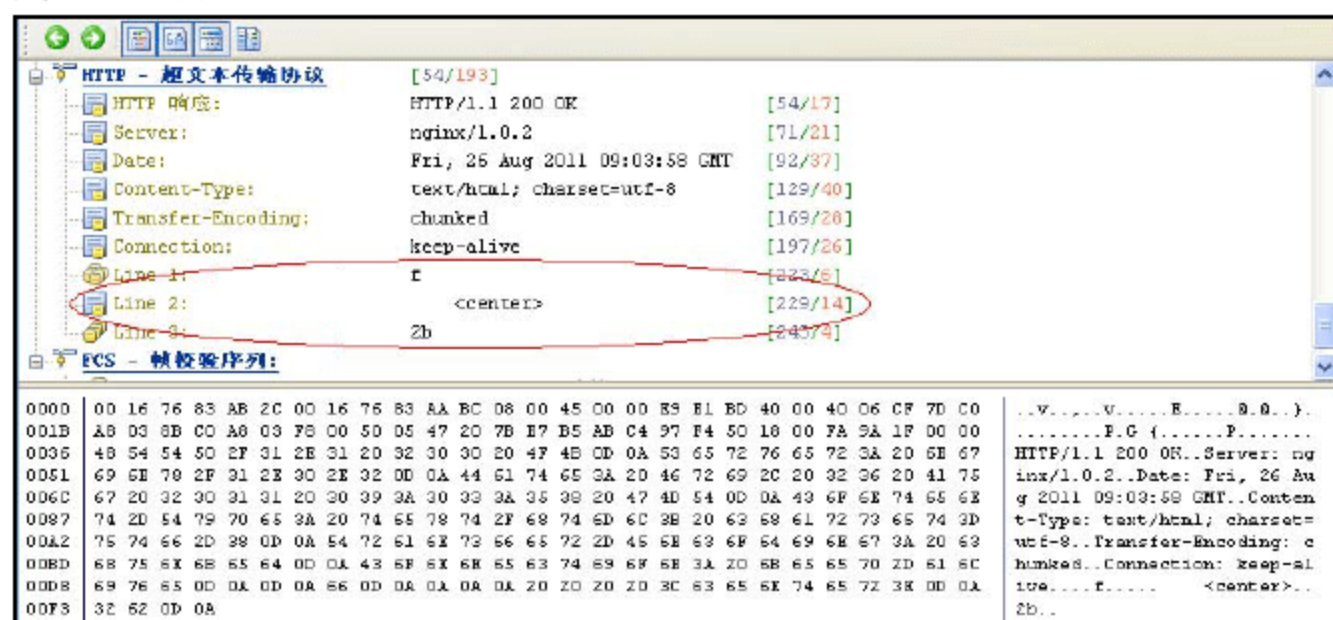 HTTP - 超文本传输协议 [54/193]
HTTP 响应: HTTP/1.1 200 OK [54/17]
Server: nginx/1.0.2 [71/21]
Date: Fri, 26 Aug 2011 09:03:58 GMT [92/37]
Content-Type: text/html; charset=utf-8 [129/40]
Transfer-Encoding: chunked [169/28]
Connection: keep-alive [197/26]
Line 1: f [223/6]
Line 2: <center> [229/14]
Line 3: 2b [243/4]
FCS - 帧校验序列:
0000 00 16 76 83 AB 2C 00 16 76 83 AA BC 08 00 45 00 00 E9 E1 BD 40 00 40 06 CF 7D C0 ..v..,..v.....E.....@.@..}.
001B A8 03 8B C0 A8 03 F8 00 50 05 47 20 7B E7 B5 AB C4 97 F4 50 18 00 FA 9A 1F 00 00 ........P.G {......P.......
0036 48 54 54 50 2F 31 2E 31 20 32 30 30 20 4F 4B 0D 0A 53 65 72 76 65 72 3A 20 6E 67 HTTP/1.1 200 OK..Server: ng
0051 69 6E 78 2F 31 2E 30 2E 32 0D 0A 44 61 74 65 3A 20 46 72 69 2C 20 32 36 20 41 75 inx/1.0.2..Date: Fri, 26 Au
006C 67 20 32 30 31 31 20 30 39 3A 30 33 3A 35 38 20 47 4D 54 0D 0A 43 6F 6E 74 65 6E g 2011 09:03:58 GMT..Conten
0087 74 2D 54 79 70 65 3A 20 74 65 78 74 2F 68 74 6D 6C 3B 20 63 68 61 72 73 65 74 3D t-Type: text/html; charset=
00A2 75 74 66 2D 38 0D 0A 54 72 61 6E 73 66 65 72 2D 45 6E 63 6F 64 69 6E 67 3A 20 63 utf-8..Transfer-Encoding: c
00BD 68 75 6E 6B 65 64 0D 0A 43 6F 6E 6E 65 63 74 69 6F 6E 3A 20 6B 65 65 70 2D 61 6C hunked..Connection: keep-al
00D8 69 76 65 0D 0A 0D 0A 66 0D 0A 0A 0A 0A 20 20 20 20 3C 63 65 6E 74 65 72 3E 0D 0A ive....f.....    <center>..
00F3 32 62 0D 0A 2b..